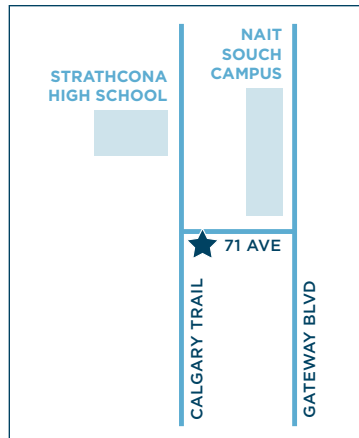 NAIT
SOUCH
CAMPUS
STRATHCONA
HIGH SCHOOL
71 AVE
CALGARY TRAIL
GATEWAY BLVD